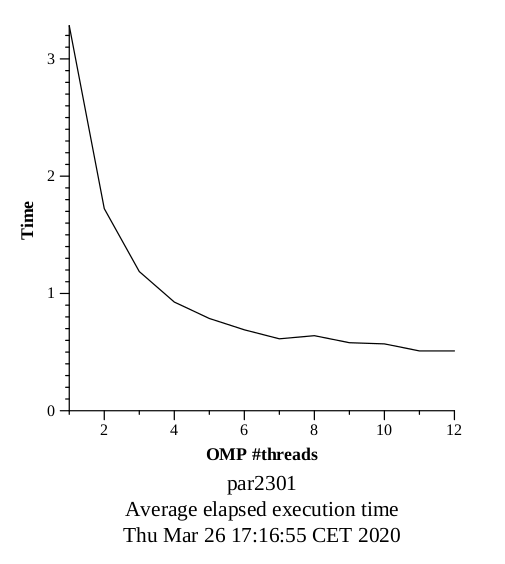 3
2
1
0
Time
2 4 6 8 10 12
OMP #threads
par2301
Average elapsed execution time
Thu Mar 26 17:16:55 CET 2020